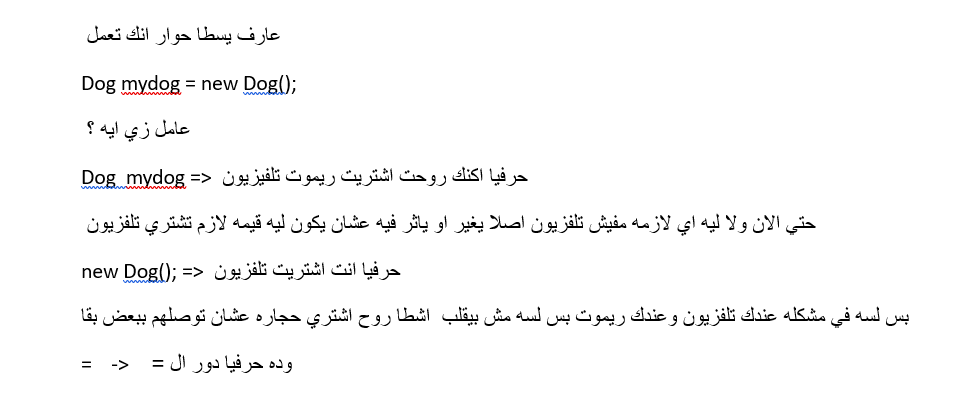 عارف يسطا حوار انك تعمل
Dog mydog = new Dog();
عامل زي ايه ؟
Dog mydog => حرفيا اكنك روحت اشتريت ريموت تلفيزيون
حتي الان ولا ليه اي لازمه مفيش تلفزيون اصلا يغير او ياثر فيه عشان يكون ليه قيمه لازم تشتري تلفزيون
new Dog(); => حرفيا انت اشتريت تلفزيون
بس لسه في مشكله عندك تلفزيون وعندك ريموت بس لسه مش بيقلب اشطا روح اشتري حجاره عشان توصلهم ببعض بقا
= -> وده حرفيا دور ال =